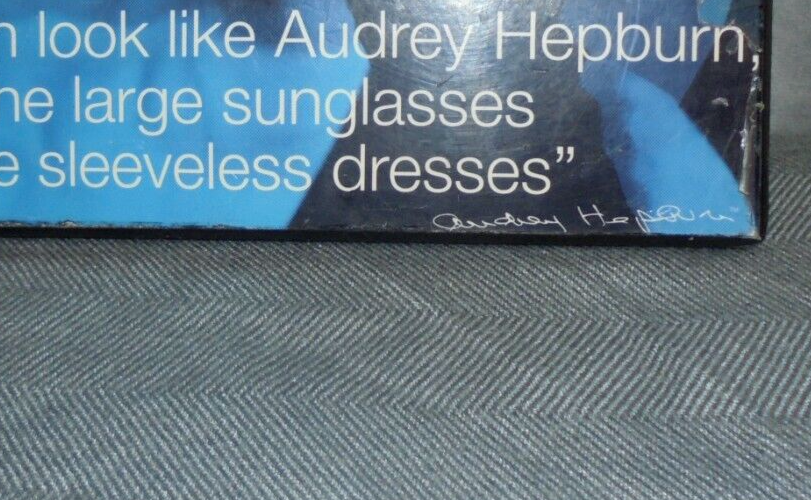 n look like Audrey Hepburn,
he large sunglasses
e sleeveless dresses”
Audrey Hepburn